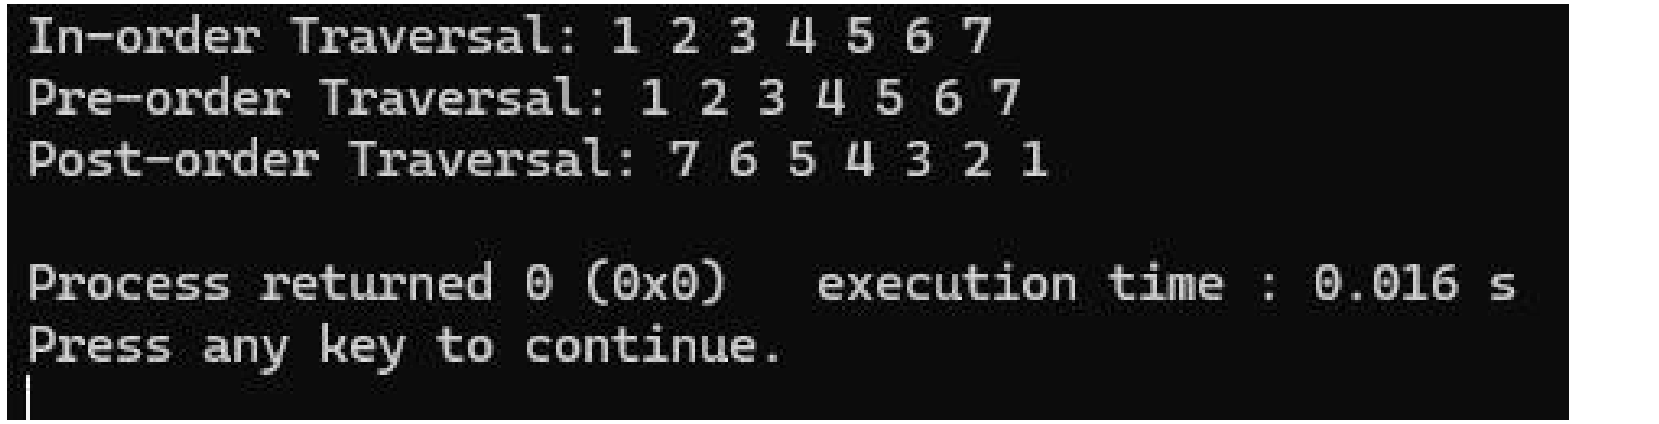 In-order Traversal: 1 2 3 4 5 6 7
Pre-order Traversal: 1 2 3 4 5 6 7
Post-order Traversal: 7 6 5 4 3 2 1
Process returned 0 (0x0)   execution time : 0.016 s
Press any key to continue.